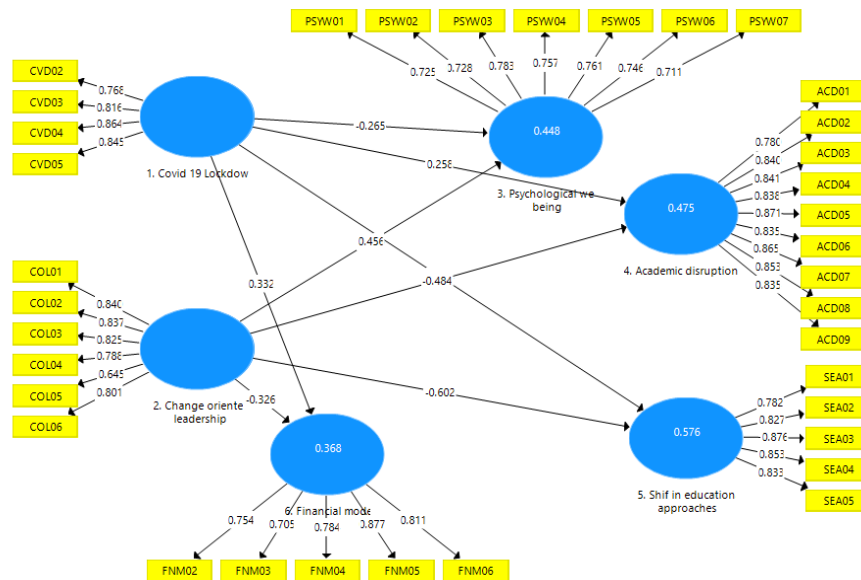 PSYW01 PSYW02 PSYW03 PSYW04 PSYW05 PSYW06 PSYW07
0.725 0.728 0.783 0.757 0.761 0.746 0.711
CVD02
CVD03
CVD04
CVD05
0.768
0.816
0.864
0.845
1. Covid 19 Lockdow
-0.265
0.258
0.448
3. Psychological we
being
ACD01
ACD02
ACD03
ACD04
ACD05
ACD06
ACD07
ACD08
ACD09
0.780
0.840
0.841
0.838
0.871
0.835
0.865
0.853
0.835
0.475
4. Academic disruption
0.456
0.332
-0.484
COL01
COL02
COL03
COL04
COL05
COL06
0.840
0.837
0.825
0.788
0.645
0.801
2. Change oriente
leadership
-0.326
-0.602
SEA01
SEA02
SEA03
SEA04
SEA05
0.782
0.827
0.876
0.853
0.833
0.576
5. Shif in education
approaches
0.368
6. Financial mode
0.754 0.705 0.784 0.877 0.811
FNM02 FNM03 FNM04 FNM05 FNM06